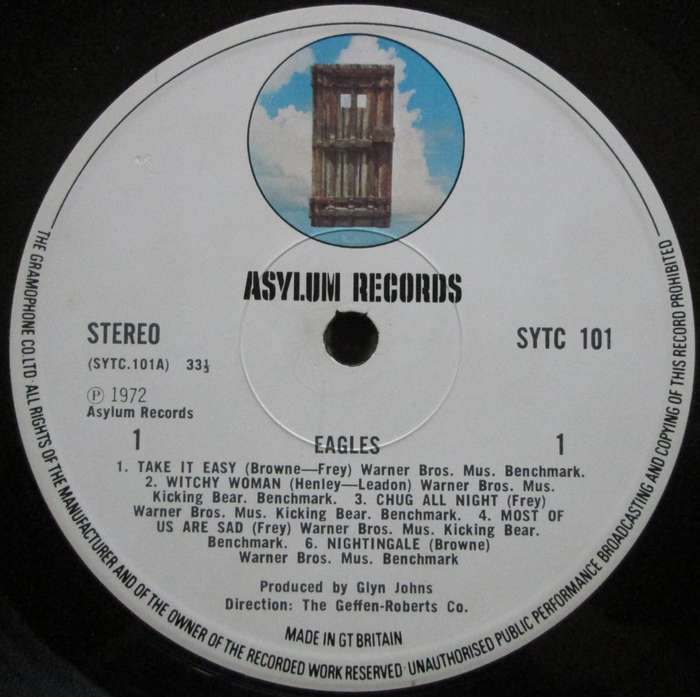 ASYLUM RECORDS
STEREO
SYTC 101
(SYTC.101A) 33⅓
Ⓟ 1972
Asylum Records
1
EAGLES
1
1. TAKE IT EASY (Browne—Frey) Warner Bros. Mus. Benchmark.
2. WITCHY WOMAN (Henley—Leadon) Warner Bros. Mus.
Kicking Bear. Benchmark. 3. CHUG ALL NIGHT (Frey)
Warner Bros. Mus. Kicking Bear. Benchmark. 4. MOST OF
US ARE SAD (Frey) Warner Bros. Mus. Kicking Bear.
Benchmark. 6. NIGHTINGALE (Browne)
Warner Bros. Mus. Benchmark
Produced by Glyn Johns
Direction: The Geffen-Roberts Co.
MADE IN GT BRITAIN
THE GRAMOPHONE CO. LTD · ALL RIGHTS OF THE MANUFACTURER AND OF THE OWNER OF THE RECORDED WORK RESERVED · UNAUTHORISED PUBLIC PERFORMANCE BROADCASTING AND COPYING OF THIS RECORD PROHIBITED